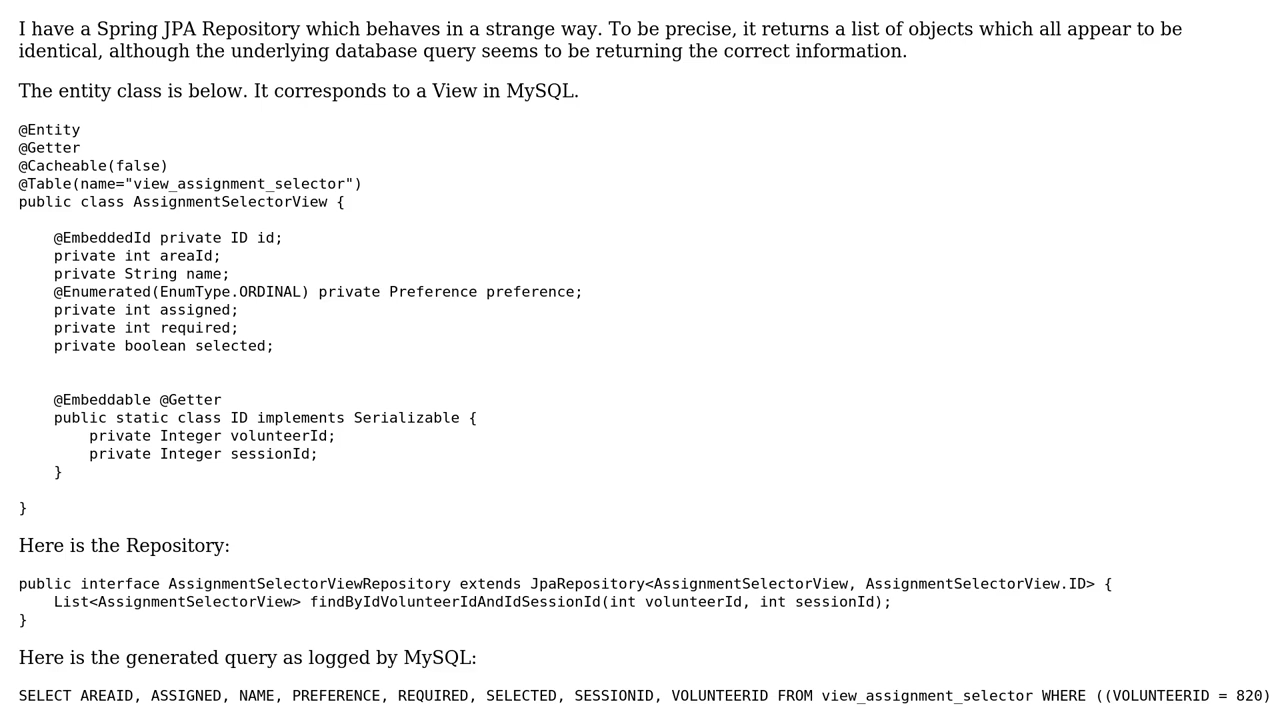 I have a Spring JPA Repository which behaves in a strange way. To be precise, it returns a list of objects which all appear to be
identical, although the underlying database query seems to be returning the correct information.
The entity class is below. It corresponds to a View in MySQL.
@Entity
@Getter
@Cacheable(false)
@Table(name="view_assignment_selector")
public class AssignmentSelectorView {
    @EmbeddedId private ID id;
    private int areaId;
    private String name;
    @Enumerated(EnumType.ORDINAL) private Preference preference;
    private int assigned;
    private int required;
    private boolean selected;
    @Embeddable @Getter
    public static class ID implements Serializable {
        private Integer volunteerId;
        private Integer sessionId;
    }
}
Here is the Repository:
public interface AssignmentSelectorViewRepository extends JpaRepository<AssignmentSelectorView, AssignmentSelectorView.ID> {
    List<AssignmentSelectorView> findByIdVolunteerIdAndIdSessionId(int volunteerId, int sessionId);
}
Here is the generated query as logged by MySQL:
SELECT AREAID, ASSIGNED, NAME, PREFERENCE, REQUIRED, SELECTED, SESSIONID, VOLUNTEERID FROM view_assignment_selector WHERE ((VOLUNTEERID = 820)